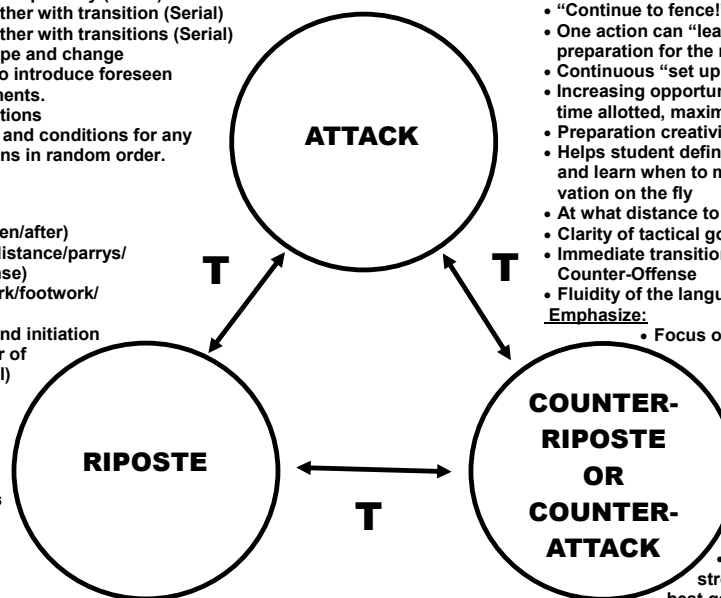 ther with transition (Serial)
ther with transitions (Serial)
pe and change
o introduce foreseen
ments.
tions
and conditions for any
ns in random order.
en/after)
distance/parrys/
nse)
rk/footwork/
nd initiation
r of
l)
s
ATTACK
T
T
RIPOSTE
T
COUNTER-
RIPOSTE
OR
COUNTER-
ATTACK
• “Continue to fence!”
• One action can “lea
preparation for the
• Continuous “set up
• Increasing opportun
time allotted, maxim
• Preparation creativi
• Helps student defin
and learn when to m
vation on the fly
• At what distance to
• Clarity of tactical go
• Immediate transition
Counter-Offense
• Fluidity of the langu
Emphasize:
• Focus o
•
stre